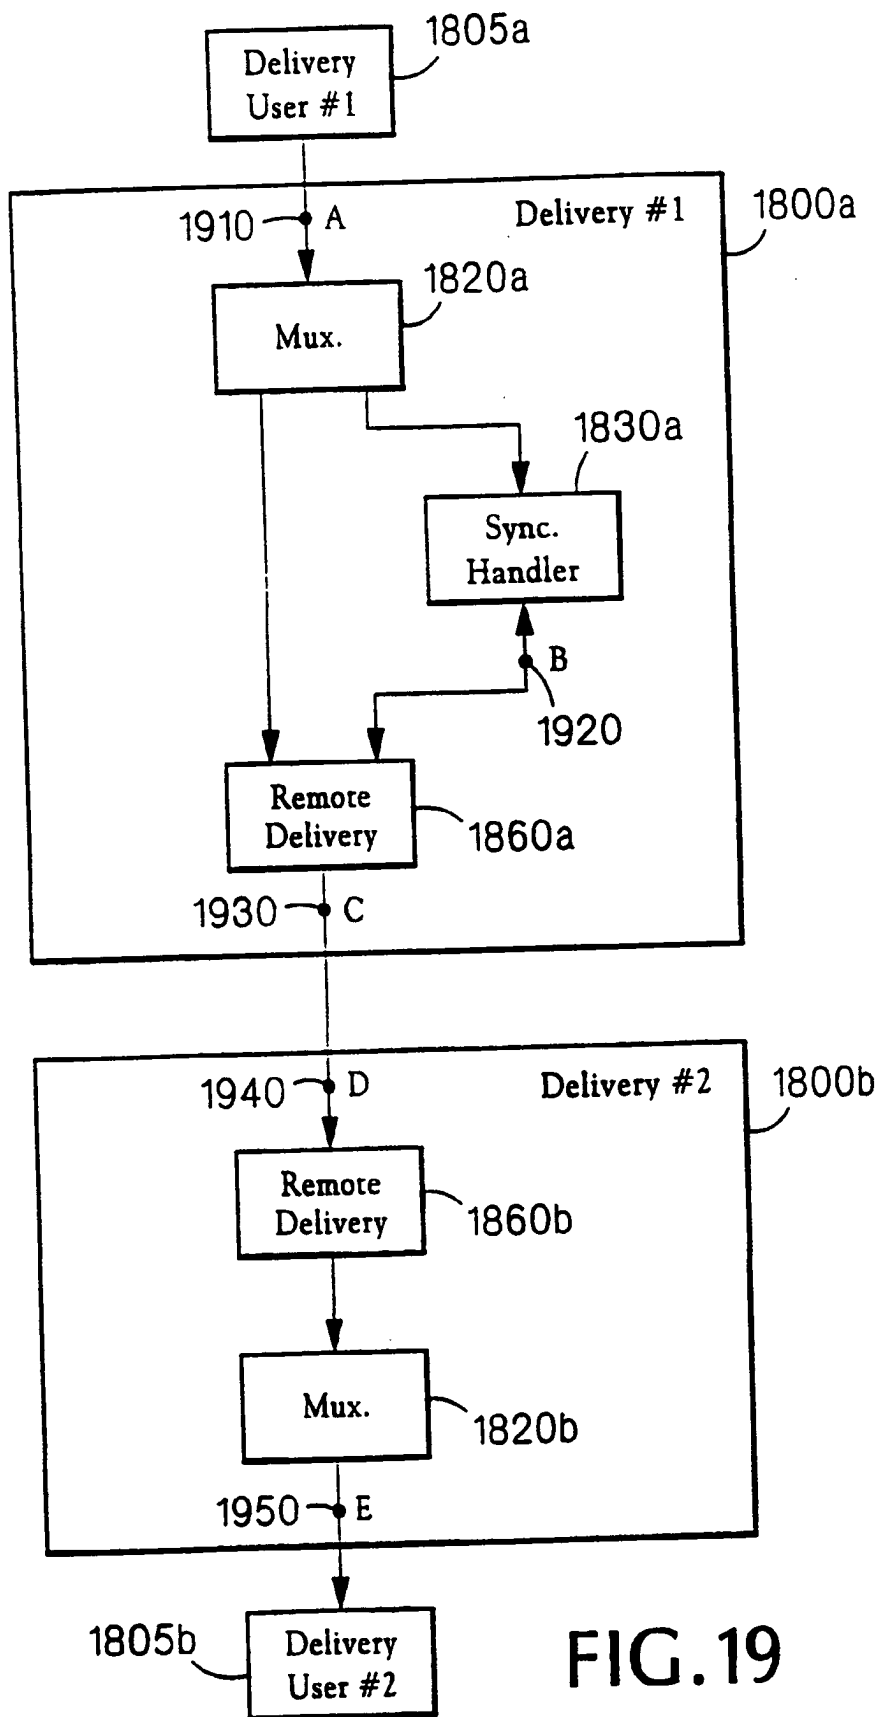 1805a
Delivery
User #1
1910
A
Delivery #1
1800a
1820a
Mux.
1830a
Sync.
Handler
B
1920
Remote
Delivery
1860a
1930
C
1940
D
Delivery #2
1800b
Remote
Delivery
1860b
Mux.
1820b
1950
E
1805b
Delivery
User #2
FIG.19